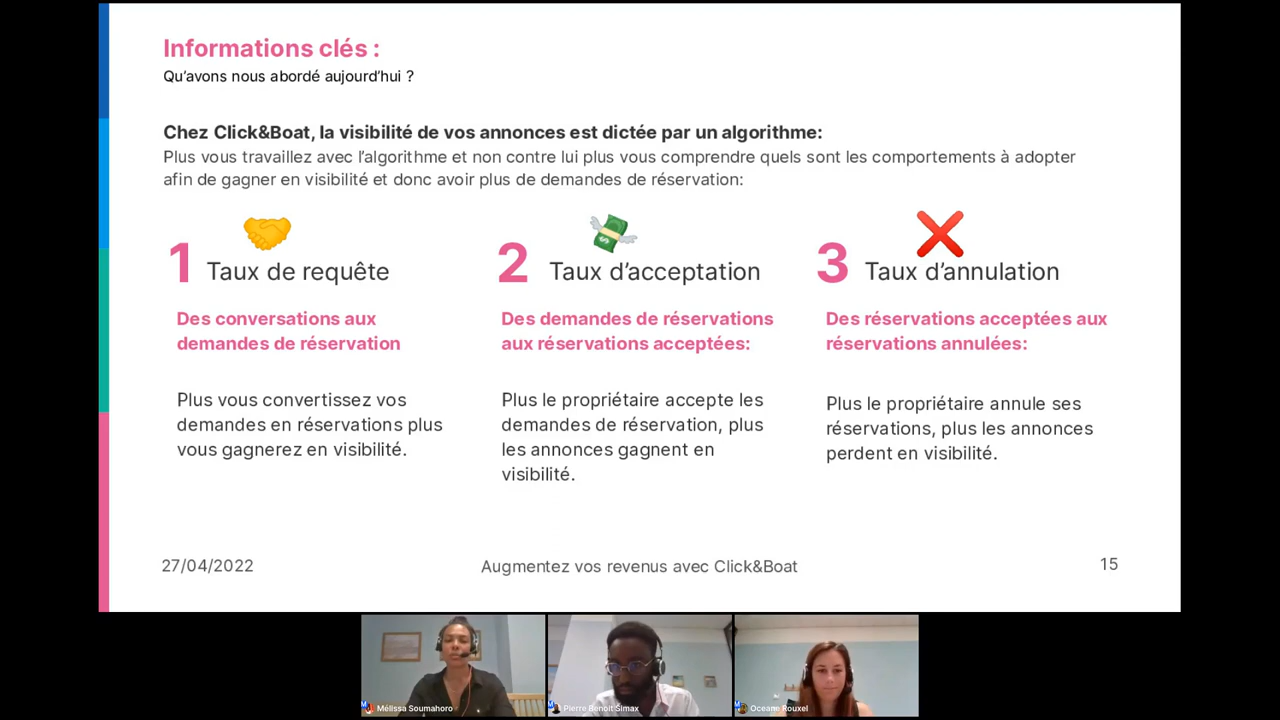 Informations clés :
Qu'avons nous abordé aujourd'hui ?
Chez Click&Boat, la visibilité de vos annonces est dictée par un algorithme:
Plus vous travaillez avec l'algorithme et non contre lui plus vous comprendre quels sont les comportements à adopter
afin de gagner en visibilité et donc avoir plus de demandes de réservation:
1 Taux de requête
Des conversations aux
demandes de réservation
Plus vous convertissez vos
demandes en réservations plus
vous gagnerez en visibilité.
2 Taux d'acceptation
Des demandes de réservations
aux réservations acceptées:
Plus le propriétaire accepte les
demandes de réservation, plus
les annonces gagnent en
visibilité.
3 Taux d'annulation
Des réservations acceptées aux
réservations annulées:
Plus le propriétaire annule ses
réservations, plus les annonces
perdent en visibilité.
27/04/2022
Augmentez vos revenus avec Click&Boat
15
Mélissa Soumahoro
Pierre Benoit Simax
Oceane Rouxel